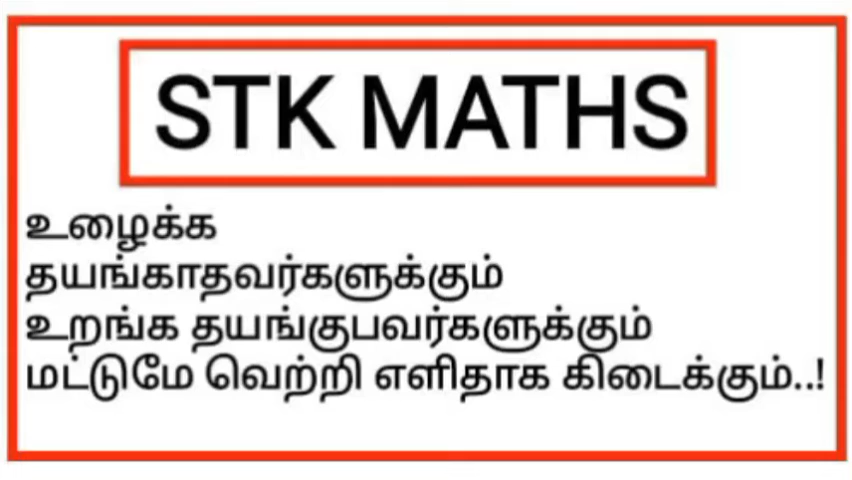 STK MATHS
உழைக்க
தயங்காதவர்களுக்கும்
உறங்க தயங்குபவர்களுக்கும்
மட்டுமே வெற்றி எளிதாக கிடைக்கும்..!